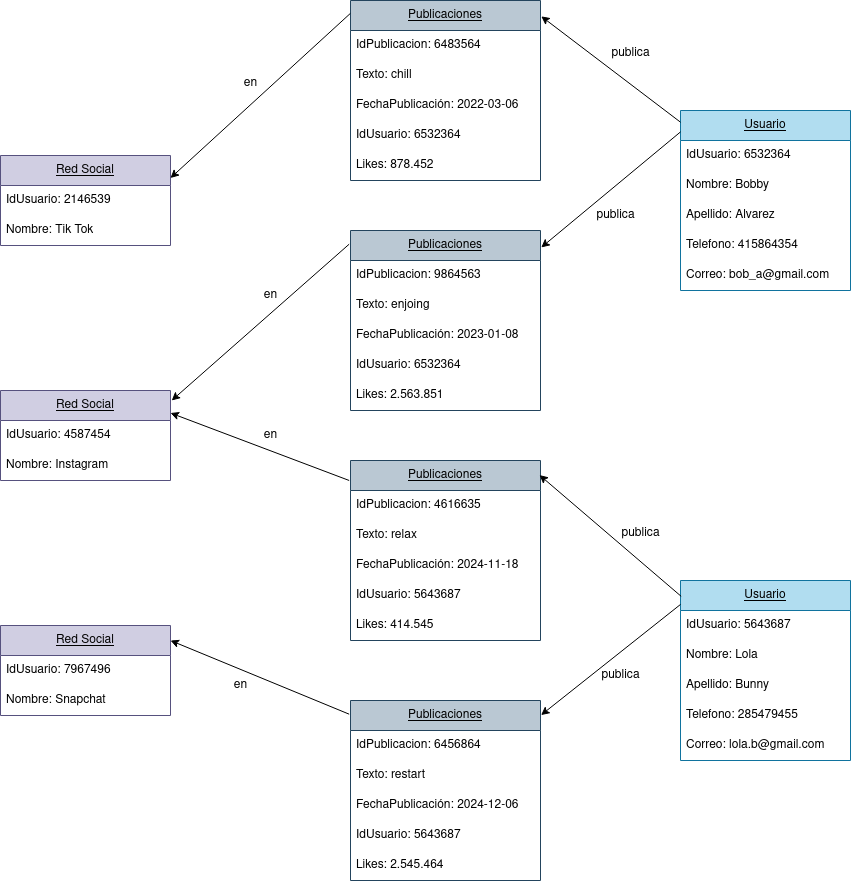 Publicaciones
IdPublicacion: 6483564
Texto: chill
FechaPublicación: 2022-03-06
IdUsuario: 6532364
Likes: 878.452
en
publica
Usuario
IdUsuario: 6532364
Nombre: Bobby
Apellido: Alvarez
Telefono: 415864354
Correo: bob_a@gmail.com
Red Social
IdUsuario: 2146539
Nombre: Tik Tok
publica
Publicaciones
IdPublicacion: 9864563
Texto: enjoing
FechaPublicación: 2023-01-08
IdUsuario: 6532364
Likes: 2.563.851
en
Red Social
IdUsuario: 4587454
Nombre: Instagram
en
Publicaciones
IdPublicacion: 4616635
Texto: relax
FechaPublicación: 2024-11-18
IdUsuario: 5643687
Likes: 414.545
publica
Usuario
IdUsuario: 5643687
Nombre: Lola
Apellido: Bunny
Telefono: 285479455
Correo: lola.b@gmail.com
Red Social
IdUsuario: 7967496
Nombre: Snapchat
en
publica
Publicaciones
IdPublicacion: 6456864
Texto: restart
FechaPublicación: 2024-12-06
IdUsuario: 5643687
Likes: 2.545.464